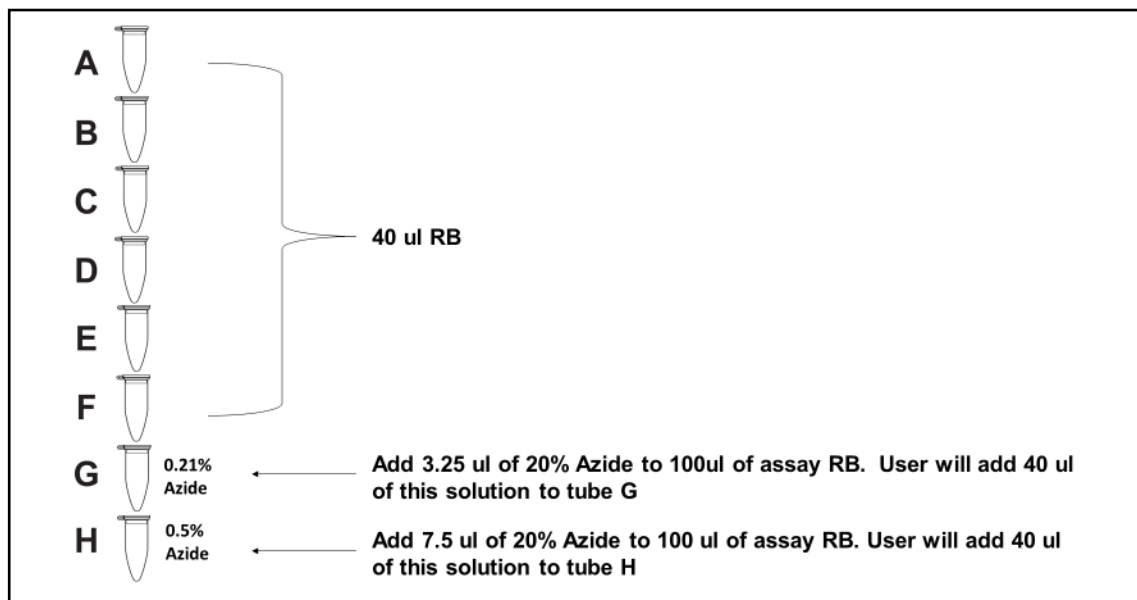 A
B
C
D
40 ul RB
E
F
G
0.21%
Azide
Add 3.25 ul of 20% Azide to 100ul of assay RB.  User will add 40 ul
of this solution to tube G
H
0.5%
Azide
Add 7.5 ul of 20% Azide to 100 ul of assay RB. User will add 40 ul
of this solution to tube H